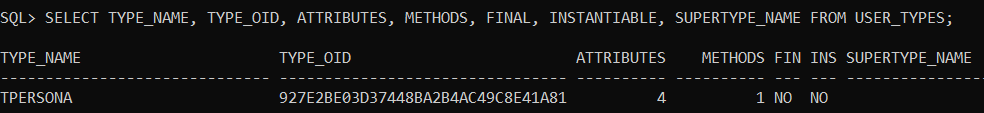 SQL> SELECT TYPE_NAME, TYPE_OID, ATTRIBUTES, METHODS, FINAL, INSTANTIABLE, SUPERTYPE_NAME FROM USER_TYPES;
TYPE_NAME                      TYPE_OID                         ATTRIBUTES    METHODS FIN INS SUPERTYPE_NAME
------------------------------ -------------------------------- ---------- ---------- --- --- ---------------
TPERSONA                       927E2BE03D37448BA2B4AC49C8E41A81          4          1 NO  NO